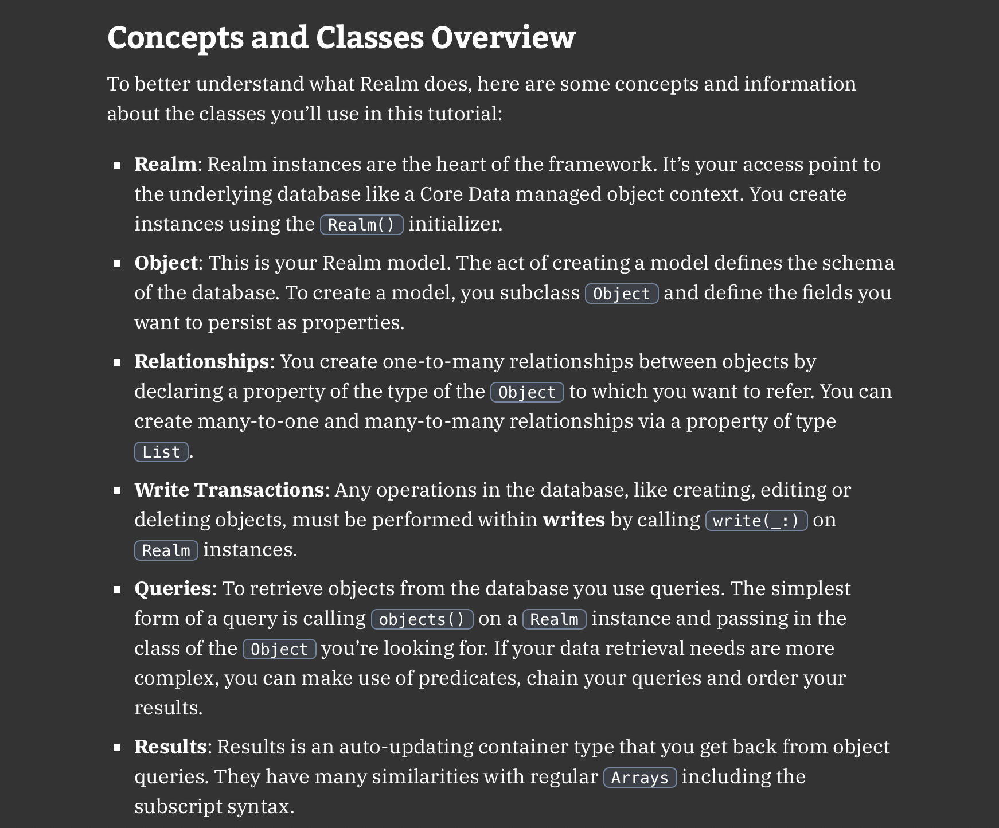 Concepts and Classes Overview
To better understand what Realm does, here are some concepts and information
about the classes you’ll use in this tutorial:
Realm: Realm instances are the heart of the framework. It’s your access point to
the underlying database like a Core Data managed object context. You create
instances using the Realm() initializer.
Object: This is your Realm model. The act of creating a model defines the schema
of the database. To create a model, you subclass Object and define the fields you
want to persist as properties.
Relationships: You create one-to-many relationships between objects by
declaring a property of the type of the Object to which you want to refer. You can
create many-to-one and many-to-many relationships via a property of type
List.
Write Transactions: Any operations in the database, like creating, editing or
deleting objects, must be performed within writes by calling write(_:) on
Realm instances.
Queries: To retrieve objects from the database you use queries. The simplest
form of a query is calling objects() on a Realm instance and passing in the
class of the Object you’re looking for. If your data retrieval needs are more
complex, you can make use of predicates, chain your queries and order your
results.
Results: Results is an auto-updating container type that you get back from object
queries. They have many similarities with regular Arrays including the
subscript syntax.